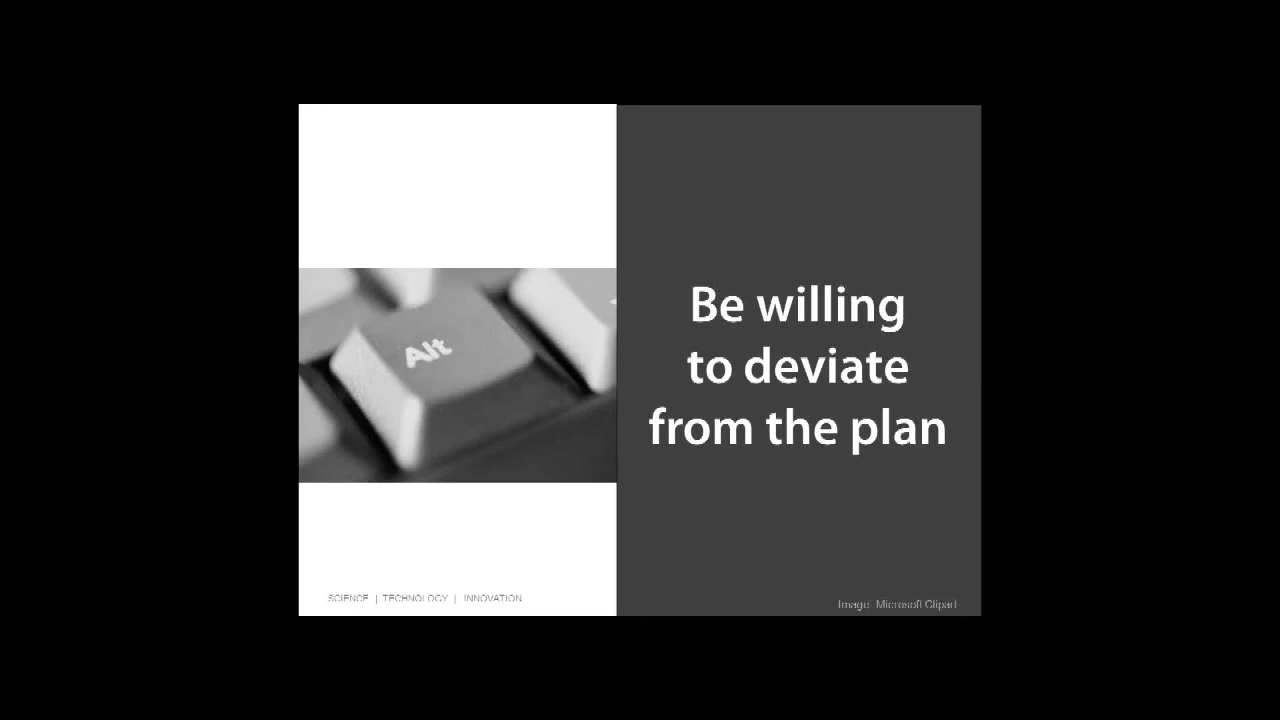 Alt
Be willing
to deviate
from the plan
SCIENCE | TECHNOLOGY | INNOVATION
Image: Microsoft Clipart